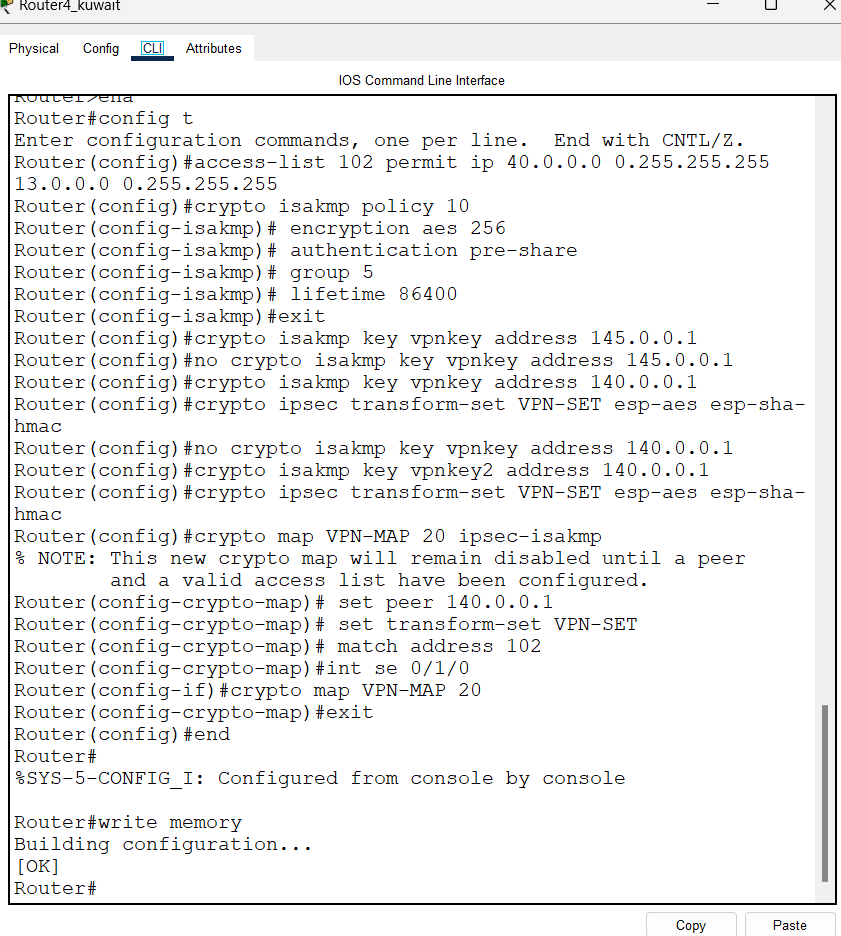 Router4_kuwait
Physical Config CLI Attributes
IOS Command Line Interface
Router>ena
Router#config t
Enter configuration commands, one per line.  End with CNTL/Z.
Router(config)#access-list 102 permit ip 40.0.0.0 0.255.255.255
13.0.0.0 0.255.255.255
Router(config)#crypto isakmp policy 10
Router(config-isakmp)# encryption aes 256
Router(config-isakmp)# authentication pre-share
Router(config-isakmp)# group 5
Router(config-isakmp)# lifetime 86400
Router(config-isakmp)#exit
Router(config)#crypto isakmp key vpnkey address 145.0.0.1
Router(config)#no crypto isakmp key vpnkey address 145.0.0.1
Router(config)#crypto isakmp key vpnkey address 140.0.0.1
Router(config)#crypto ipsec transform-set VPN-SET esp-aes esp-sha-
hmac
Router(config)#no crypto isakmp key vpnkey address 140.0.0.1
Router(config)#crypto isakmp key vpnkey2 address 140.0.0.1
Router(config)#crypto ipsec transform-set VPN-SET esp-aes esp-sha-
hmac
Router(config)#crypto map VPN-MAP 20 ipsec-isakmp
% NOTE: This new crypto map will remain disabled until a peer
        and a valid access list have been configured.
Router(config-crypto-map)# set peer 140.0.0.1
Router(config-crypto-map)# set transform-set VPN-SET
Router(config-crypto-map)# match address 102
Router(config-crypto-map)#int se 0/1/0
Router(config-if)#crypto map VPN-MAP 20
Router(config-crypto-map)#exit
Router(config)#end
Router#
%SYS-5-CONFIG_I: Configured from console by console
Router#write memory
Building configuration...
[OK]
Router#
Copy Paste